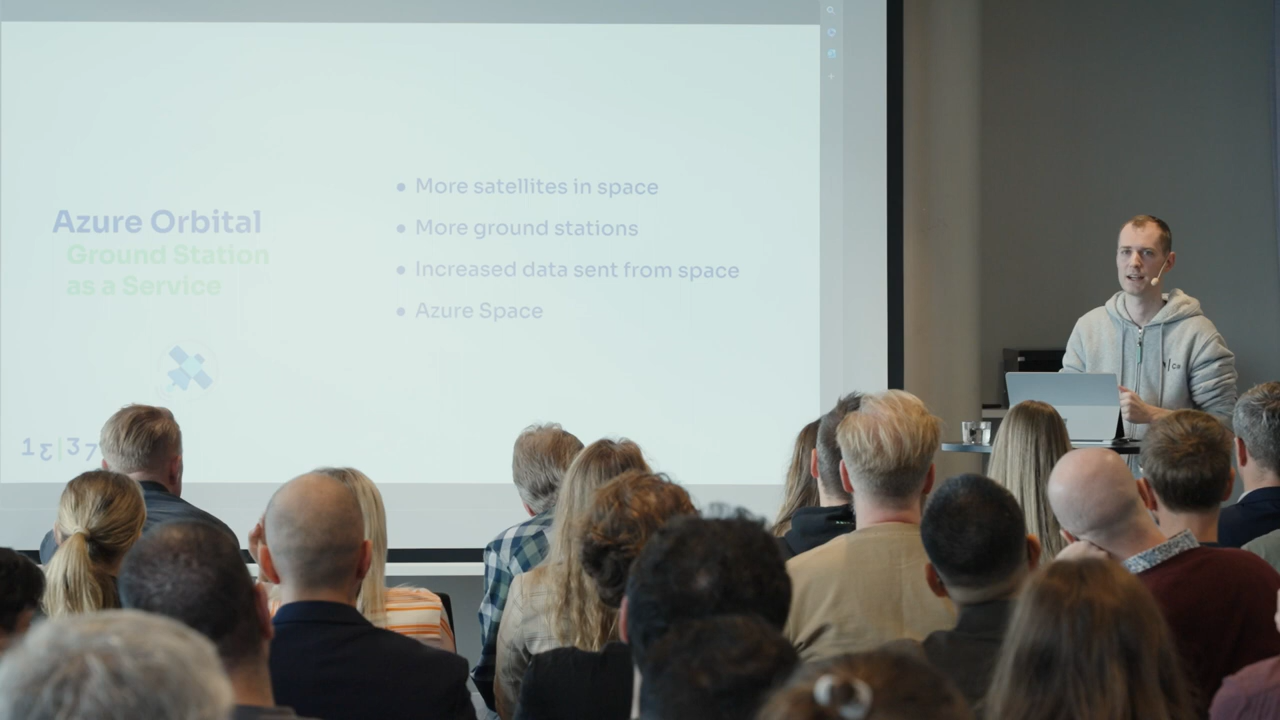 Azure Orbital
Ground Station
as a Service
• More satellites in space
• More ground stations
• Increased data sent from space
• Azure Space